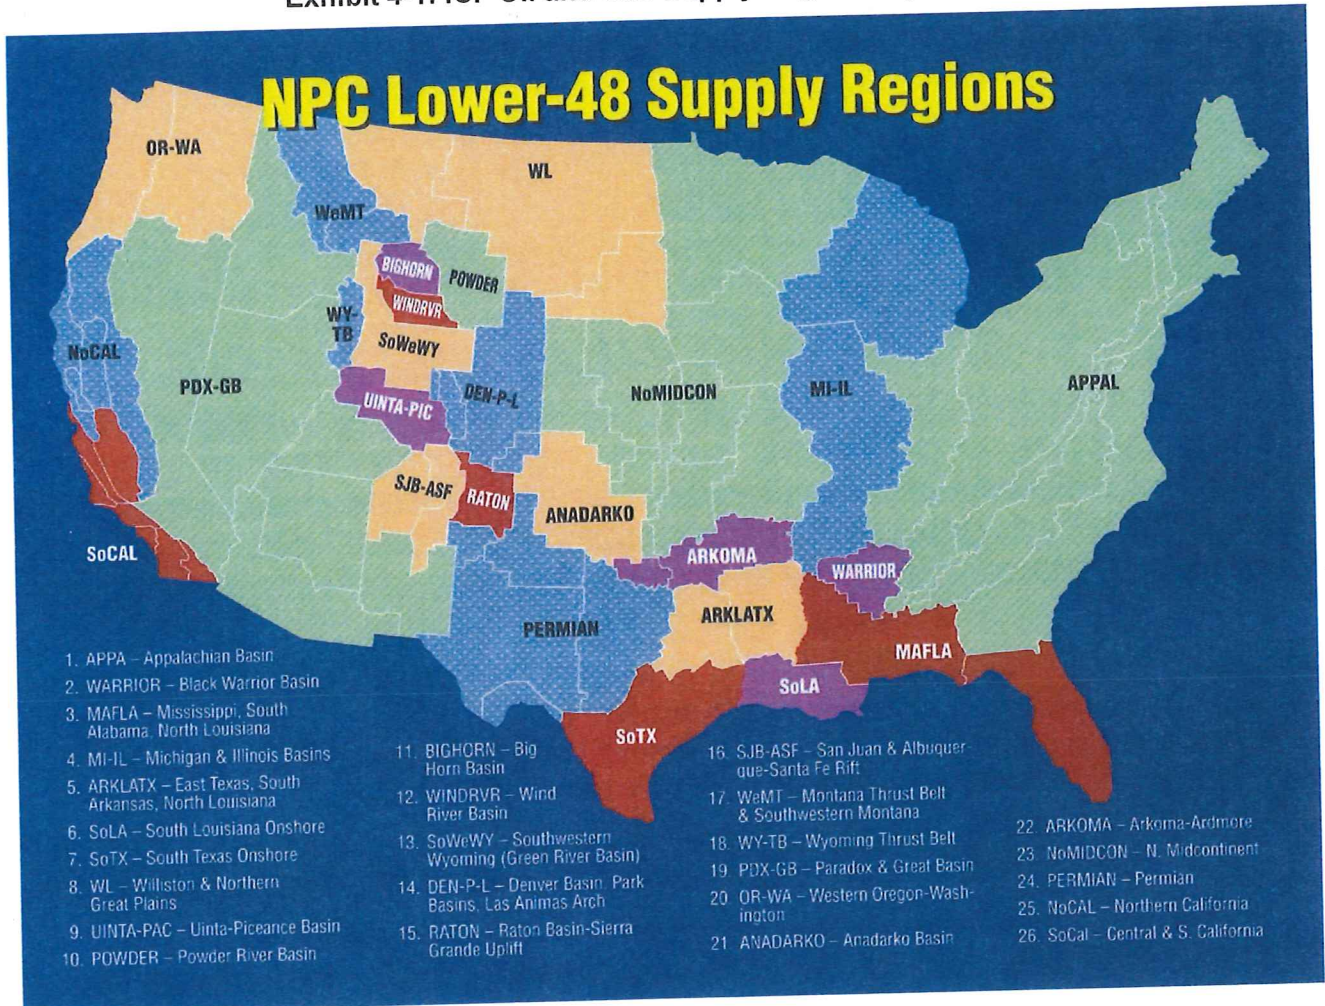 NPC Lower-48 Supply Regions
OR-WA
WL
WeMT
BIGHORN
POWDER
WINDRVR
WY-
TB
SoWeWY
NoCAL
PDX-GB
UINTA-PIC
DEN-P-L
NoMIDCON
MI-IL
APPAL
SJB-ASF
RATON
ANADARKO
SoCAL
ARKOMA
WARRIOR
ARKLATX
PERMIAN
MAFLA
SoLA
SoTX
1. APPA – Appalachian Basin
2. WARRIOR – Black Warrior Basin
3. MAFLA – Mississippi, South
Alabama, North Louisiana
4. MI-IL – Michigan & Illinois Basins
5. ARKLATX – East Texas, South
Arkansas, North Louisiana
6. SoLA – South Louisiana Onshore
7. SoTX – South Texas Onshore
8. WL – Williston & Northern
Great Plains
9. UINTA-PAC – Uinta-Piceance Basin
10. POWDER – Powder River Basin
11. BIGHORN – Big
Horn Basin
12. WINDRVR – Wind
River Basin
13. SoWeWY – Southwestern
Wyoming (Green River Basin)
14. DEN-P-L – Denver Basin, Park
Basins, Las Animas Arch
15. RATON – Raton Basin-Sierra
Grande Uplift
16. SJB-ASF – San Juan & Albuquer-
que-Santa Fe Rift
17. WeMT – Montana Thrust Belt
& Southwestern Montana
18. WY-TB – Wyoming Thrust Belt
19. PDX-GB – Paradox & Great Basin
20. OR-WA – Western Oregon-Wash-
ington
21 ANADARKO – Anadarko Basin
22. ARKOMA – Arkoma-Ardmore
23. NoMIDCON – N. Midcontinent
24. PERMIAN – Permian
25. NoCAL – Northern California
26. SoCal – Central & S. California